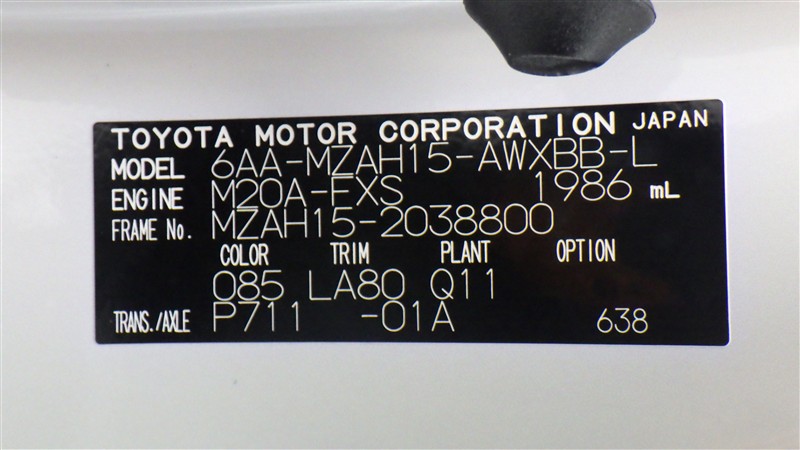 TOYOTA MOTOR CORPORATION JAPAN
MODEL 6AA-MZAH15-AWXBB-L
ENGINE M20A-FXS 1986 mL
FRAME No. MZAH15-2038800
COLOR TRIM PLANT OPTION
085 LA80 Q11
TRANS./AXLE P711 -01A 638